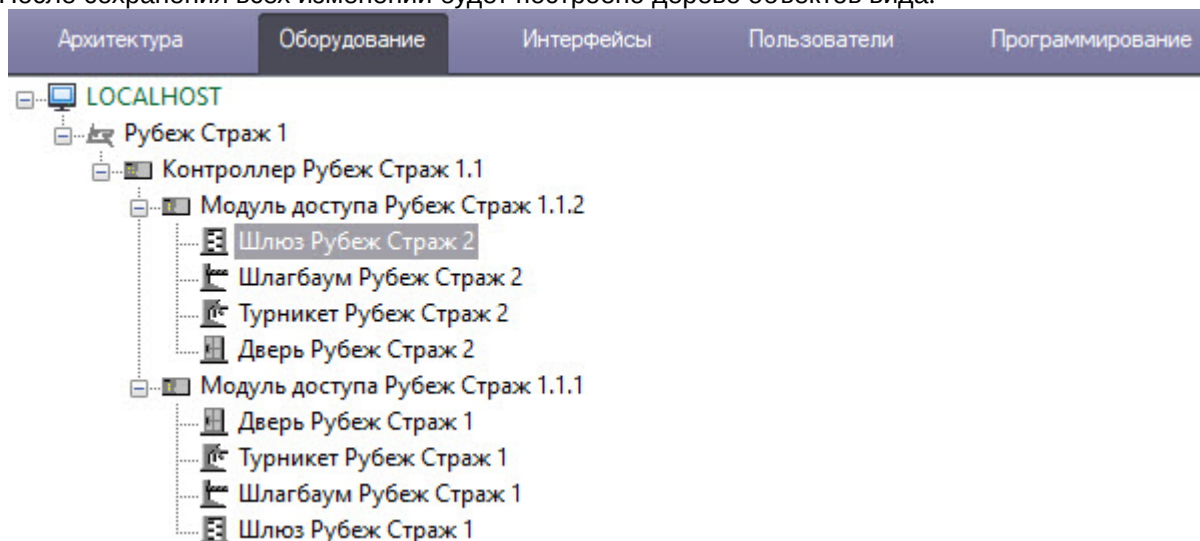 После сохранения всех изменений будет построено дерево объектов вида:
Архитектура Оборудование Интерфейсы Пользователи Программирование
LOCALHOST
Рубеж Страж 1
Контроллер Рубеж Страж 1.1
Модуль доступа Рубеж Страж 1.1.2
Шлюз Рубеж Страж 2
Шлагбаум Рубеж Страж 2
Турникет Рубеж Страж 2
Дверь Рубеж Страж 2
Модуль доступа Рубеж Страж 1.1.1
Дверь Рубеж Страж 1
Турникет Рубеж Страж 1
Шлагбаум Рубеж Страж 1
Шлюз Рубеж Страж 1